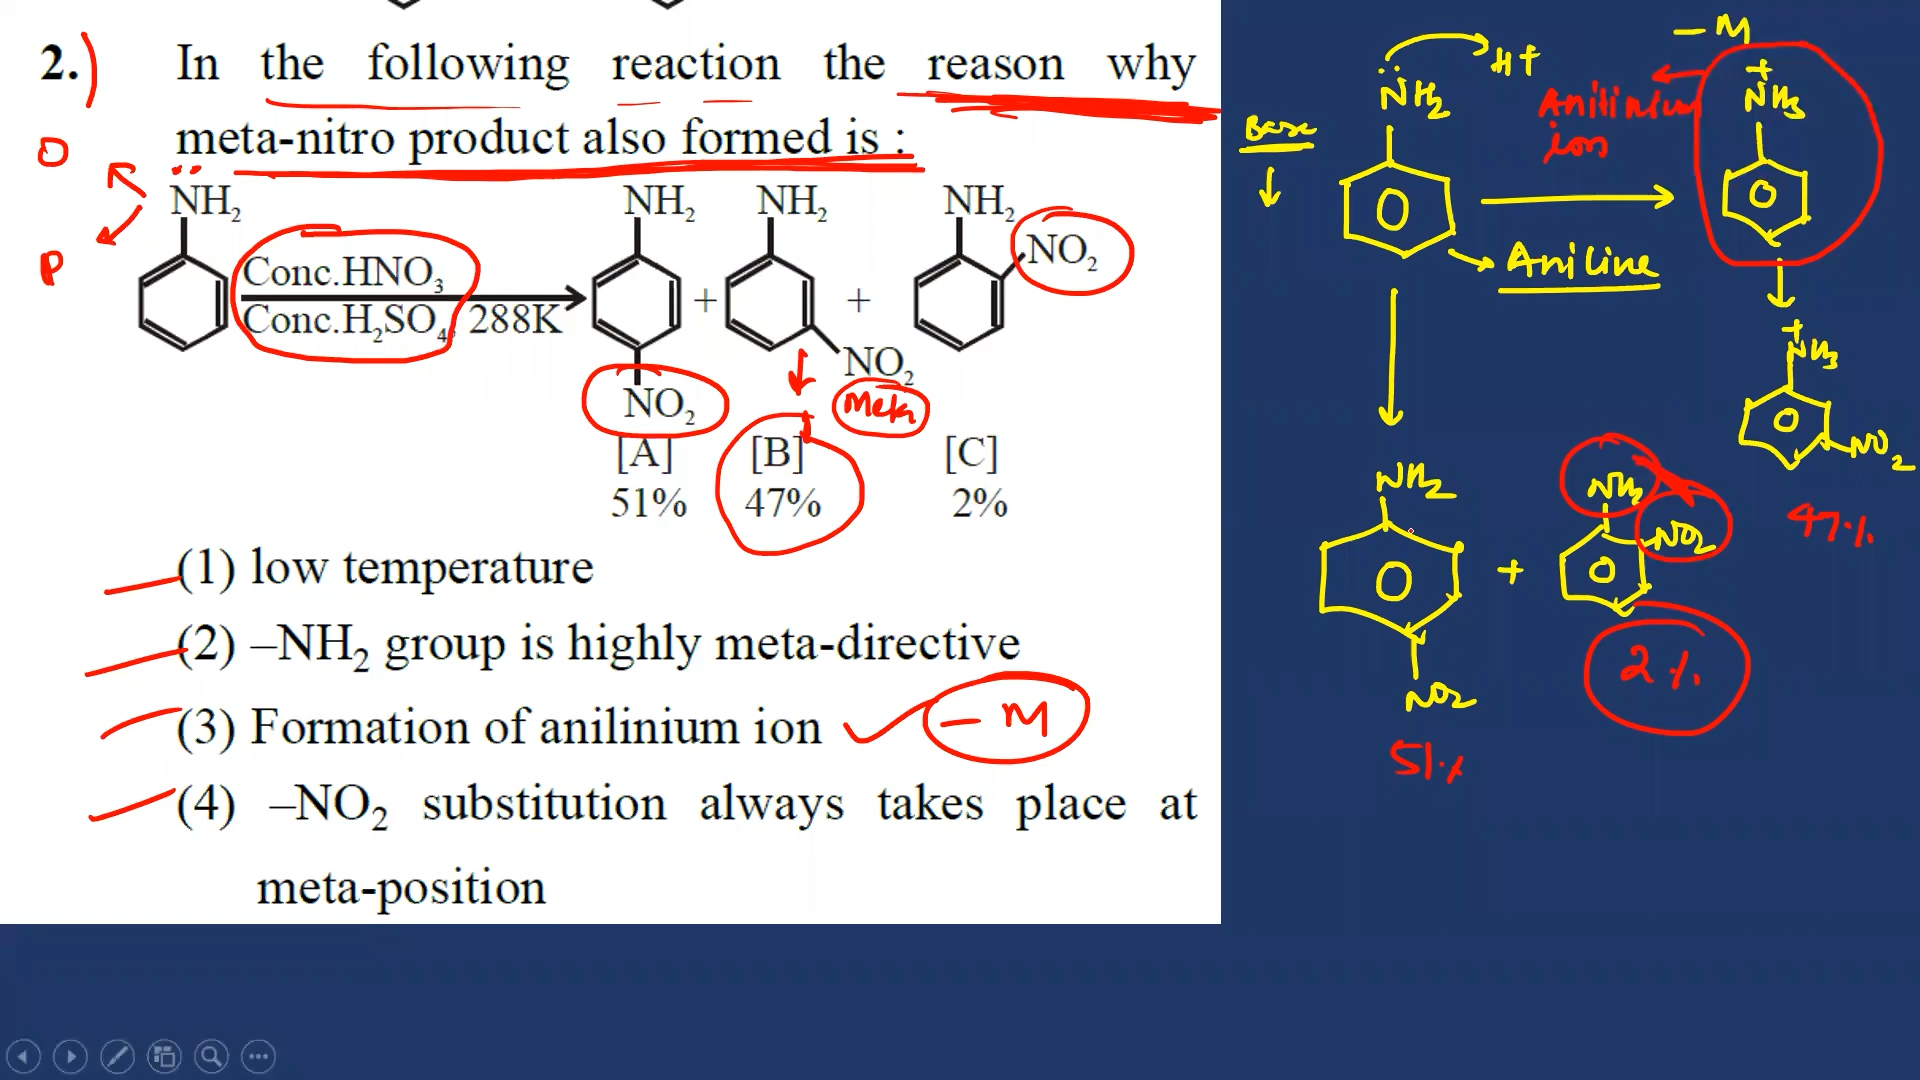 2.) In the following reaction the reason why
meta-nitro product also formed is :
O
P
NH2
Conc.HNO3
Conc.H2SO4, 288K
NH2
NO2
[A]
51%
+
NH2
NO2
Meta
[B]
47%
+
NH2
NO2
[C]
2%
(1) low temperature
(2) –NH2 group is highly meta-directive
(3) Formation of anilinium ion
– M
(4) –NO2 substitution always takes place at
meta-position
Base
NH2
H+
Aniline
– M
Anilinium
ion
+
NH3
+
NH3
NO2
47%
NH2
NO2
51%
+
NH2
NO2
2%